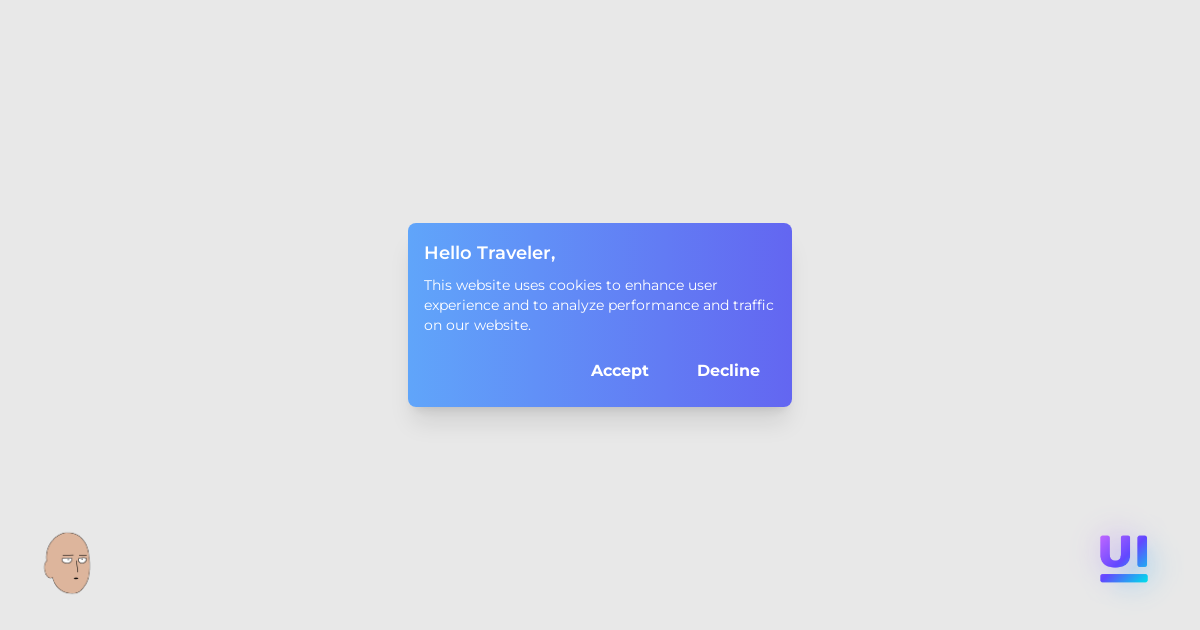 Hello Traveler,
This website uses cookies to enhance user
experience and to analyze performance and traffic
on our website.
Accept Decline
UI